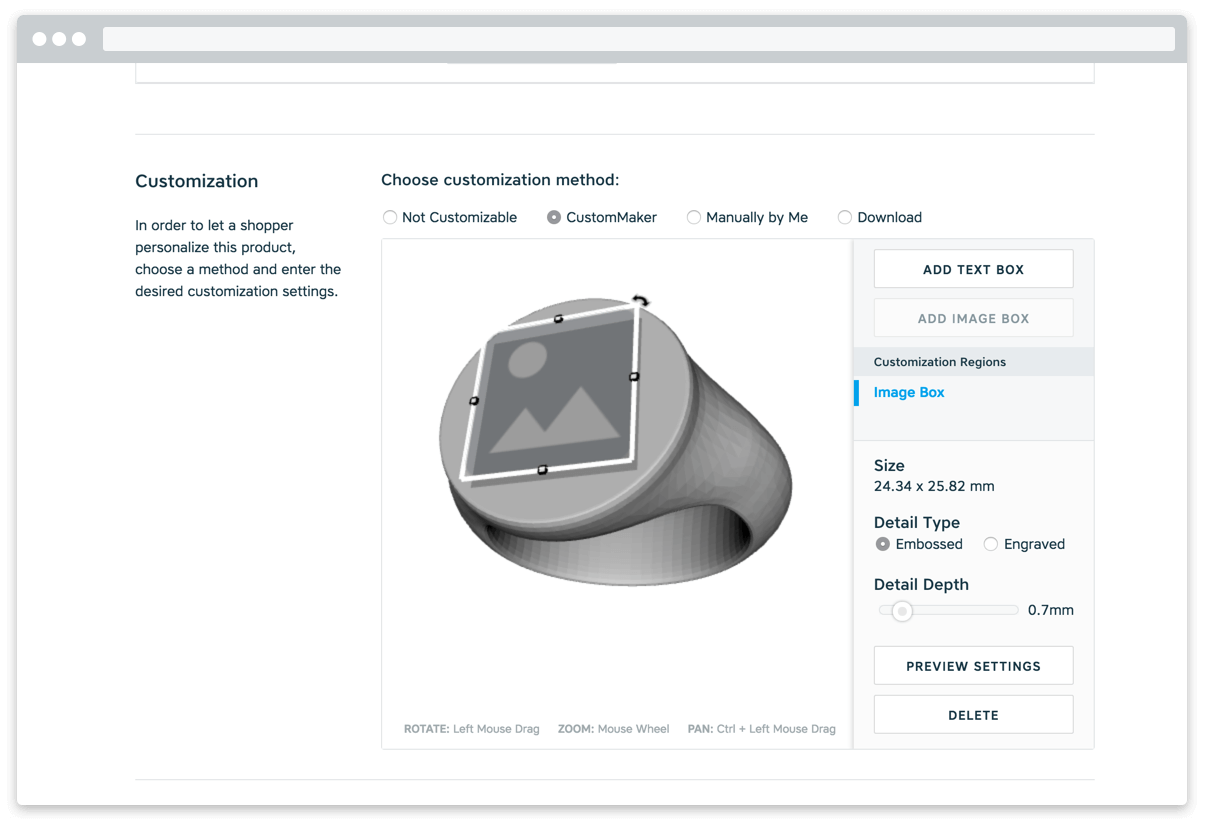 Customization
In order to let a shopper
personalize this product,
choose a method and enter the
desired customization settings.
Choose customization method:
Not Customizable CustomMaker Manually by Me Download
ADD TEXT BOX
ADD IMAGE BOX
Customization Regions
Image Box
Size
24.34 x 25.82 mm
Detail Type
Embossed Engraved
Detail Depth
0.7mm
PREVIEW SETTINGS
DELETE
ROTATE: Left Mouse Drag ZOOM: Mouse Wheel PAN: Ctrl + Left Mouse Drag